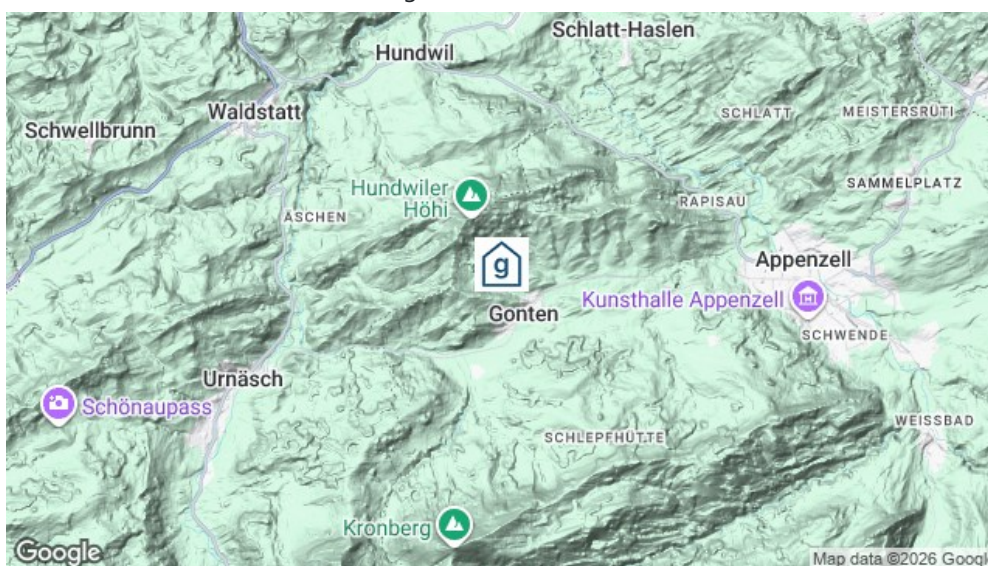 Schlatt-Haslen
Hundwil
Waldstatt
SCHLATT
MEISTERSRÜTI
Schwellbrunn
Hundwiler
Höhi
SAMMELPLATZ
RAPISAU
ÄSCHEN
g
Appenzell
Kunsthalle Appenzell
Gonten
SCHWENDE
Urnäsch
Schönaupass
WEISSBAD
SCHLEPFHÜTTE
Kronberg
Google
Map data ©2026 Googl